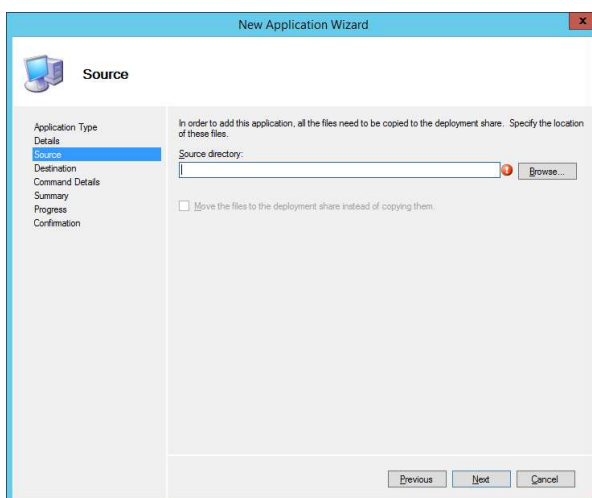 New Application Wizard
x
Source
Application Type
Details
Source
Destination
Command Details
Summary
Progress
Confirmation
In order to add this application, all the files need to be copied to the deployment share. Specify the location
of these files.
Source directory:
Browse...
Move the files to the deployment share instead of copying them.
Previous Next Cancel